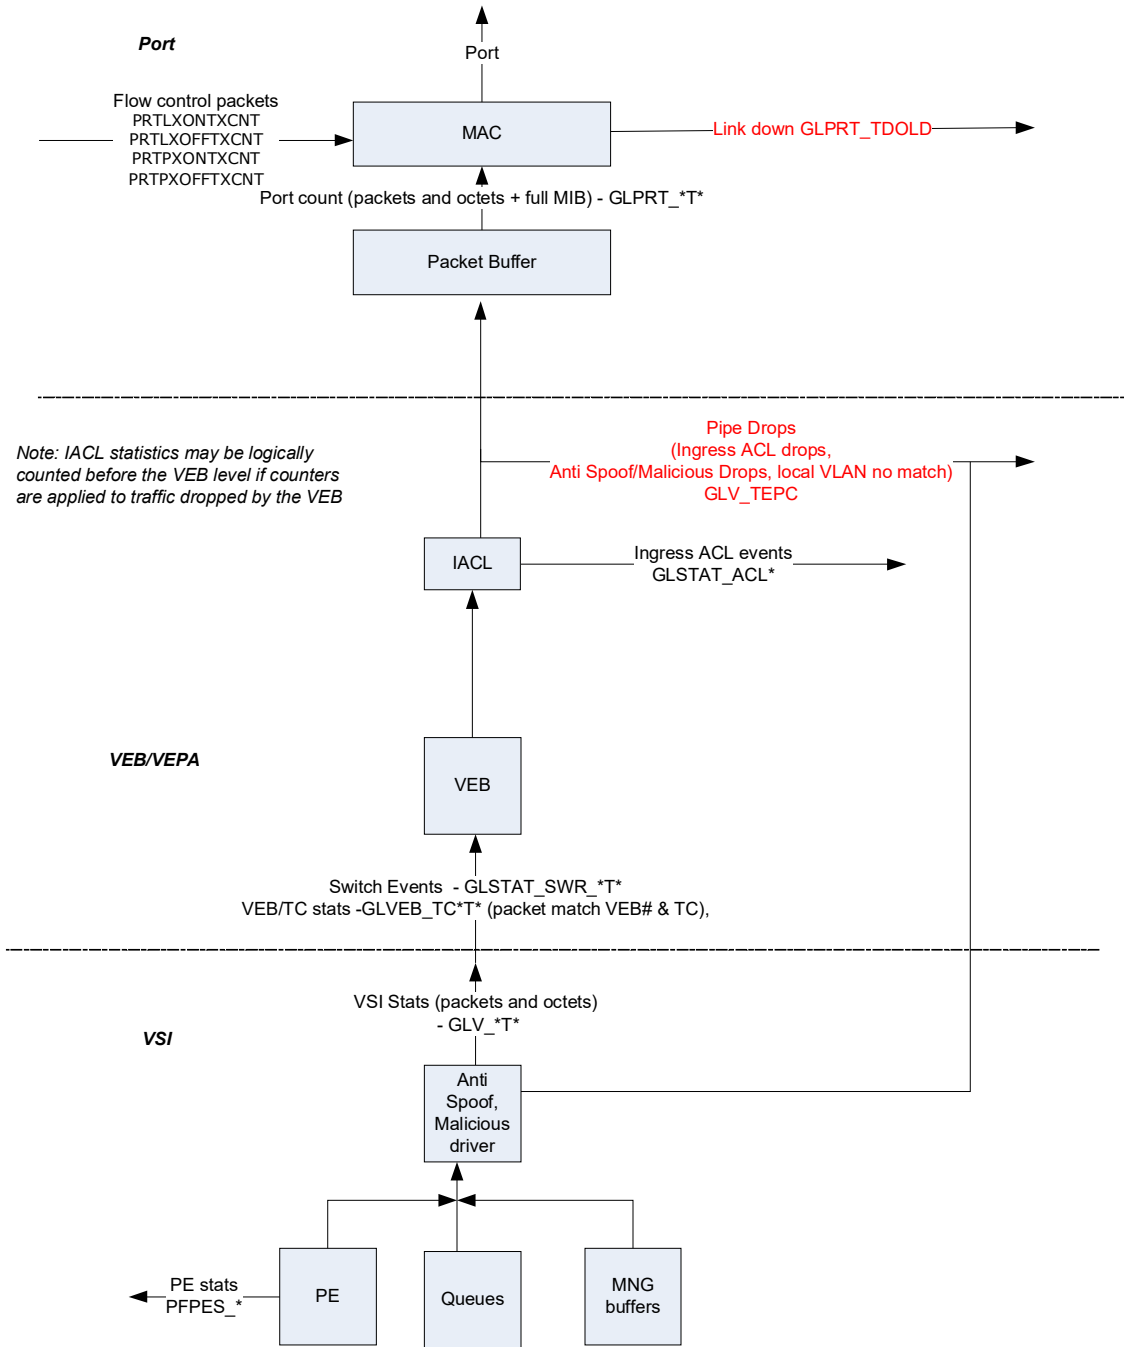 Port
Port
Flow control packets
PRTLXONTXCNT
PRTLXOFFTXCNT
PRTPXONTXCNT
PRTPXOFFTXCNT
MAC
Link down GLPRT_TDOLD
Port count (packets and octets + full MIB) - GLPRT_*T*
Packet Buffer
Note: IACL statistics may be logically
counted before the VEB level if counters
are applied to traffic dropped by the VEB
Pipe Drops
(Ingress ACL drops,
Anti Spoof/Malicious Drops, local VLAN no match)
GLV_TEPC
IACL
Ingress ACL events
GLSTAT_ACL*
VEB/VEPA
VEB
Switch Events - GLSTAT_SWR_*T*
VEB/TC stats -GLVEB_TC*T* (packet match VEB# & TC),
VSI Stats (packets and octets)
- GLV_*T*
VSI
Anti
Spoof,
Malicious
driver
PE stats
PFPES_*
PE
Queues
MNG
buffers